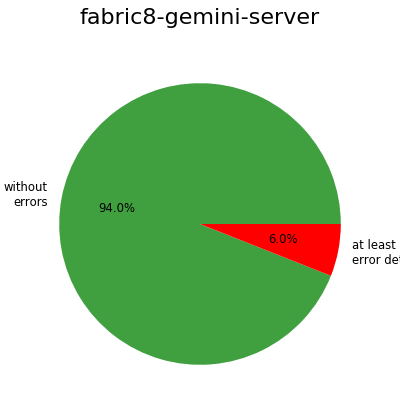 fabric8-gemini-server
without
errors
94.0%
6.0%
at least
error det